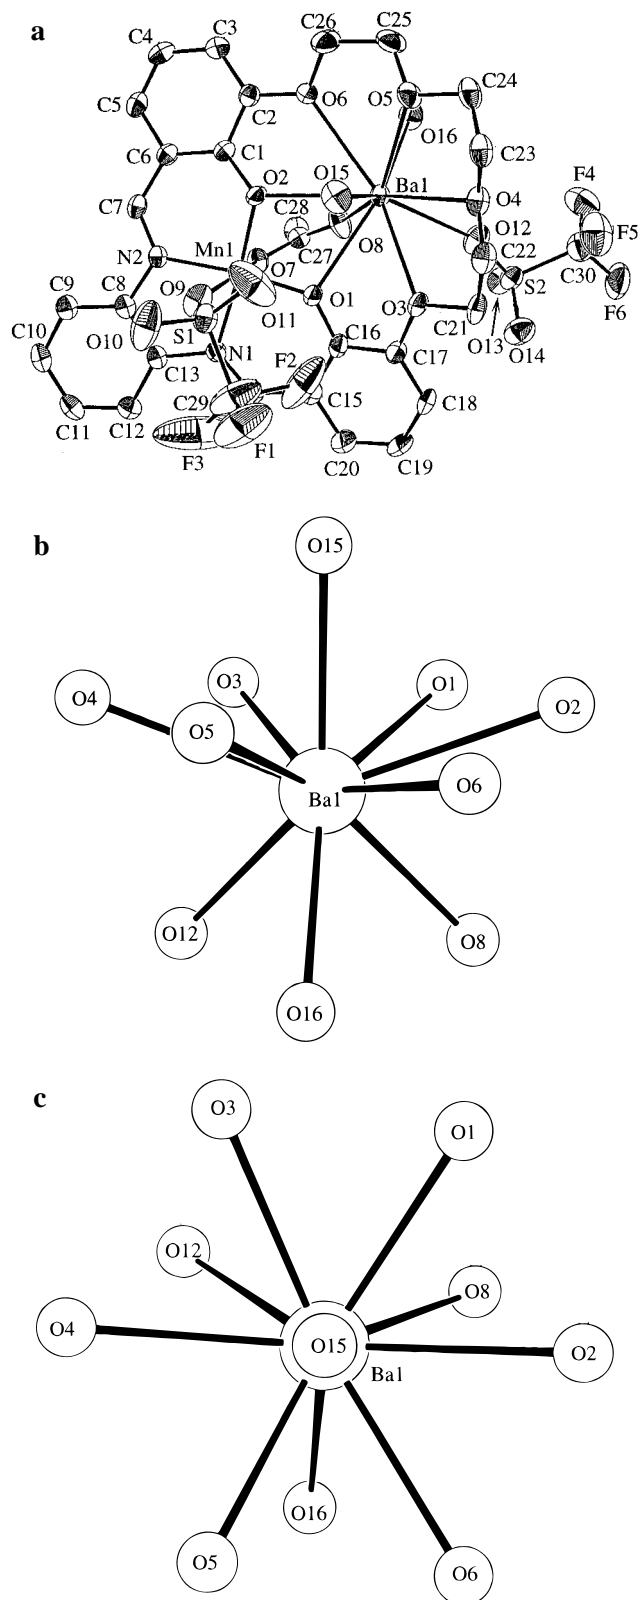 a
C26 C25
C4 C3
C24
C5 O6 O5
C2 O16
C23
C6 C1
F4
O2 O15 Ba1 O4
C7 C28 O12 F5
Mn1 O8 C22
N2 C27 C30
O7 S2
C9 C8 O9 O1 O3 F6
O11 C21
C10 O10 S1 C16 O13 O14
N1 F2 C17
C13
C29 C15 C18
C11 C12
F3 F1 C20 C19
b
O15
O4 O3 O1 O2
O5
O6
Ba1
O12 O8
O16
c
O3
O1
O12
O8
O4 O15 O2
Ba1
O16
O5 O6